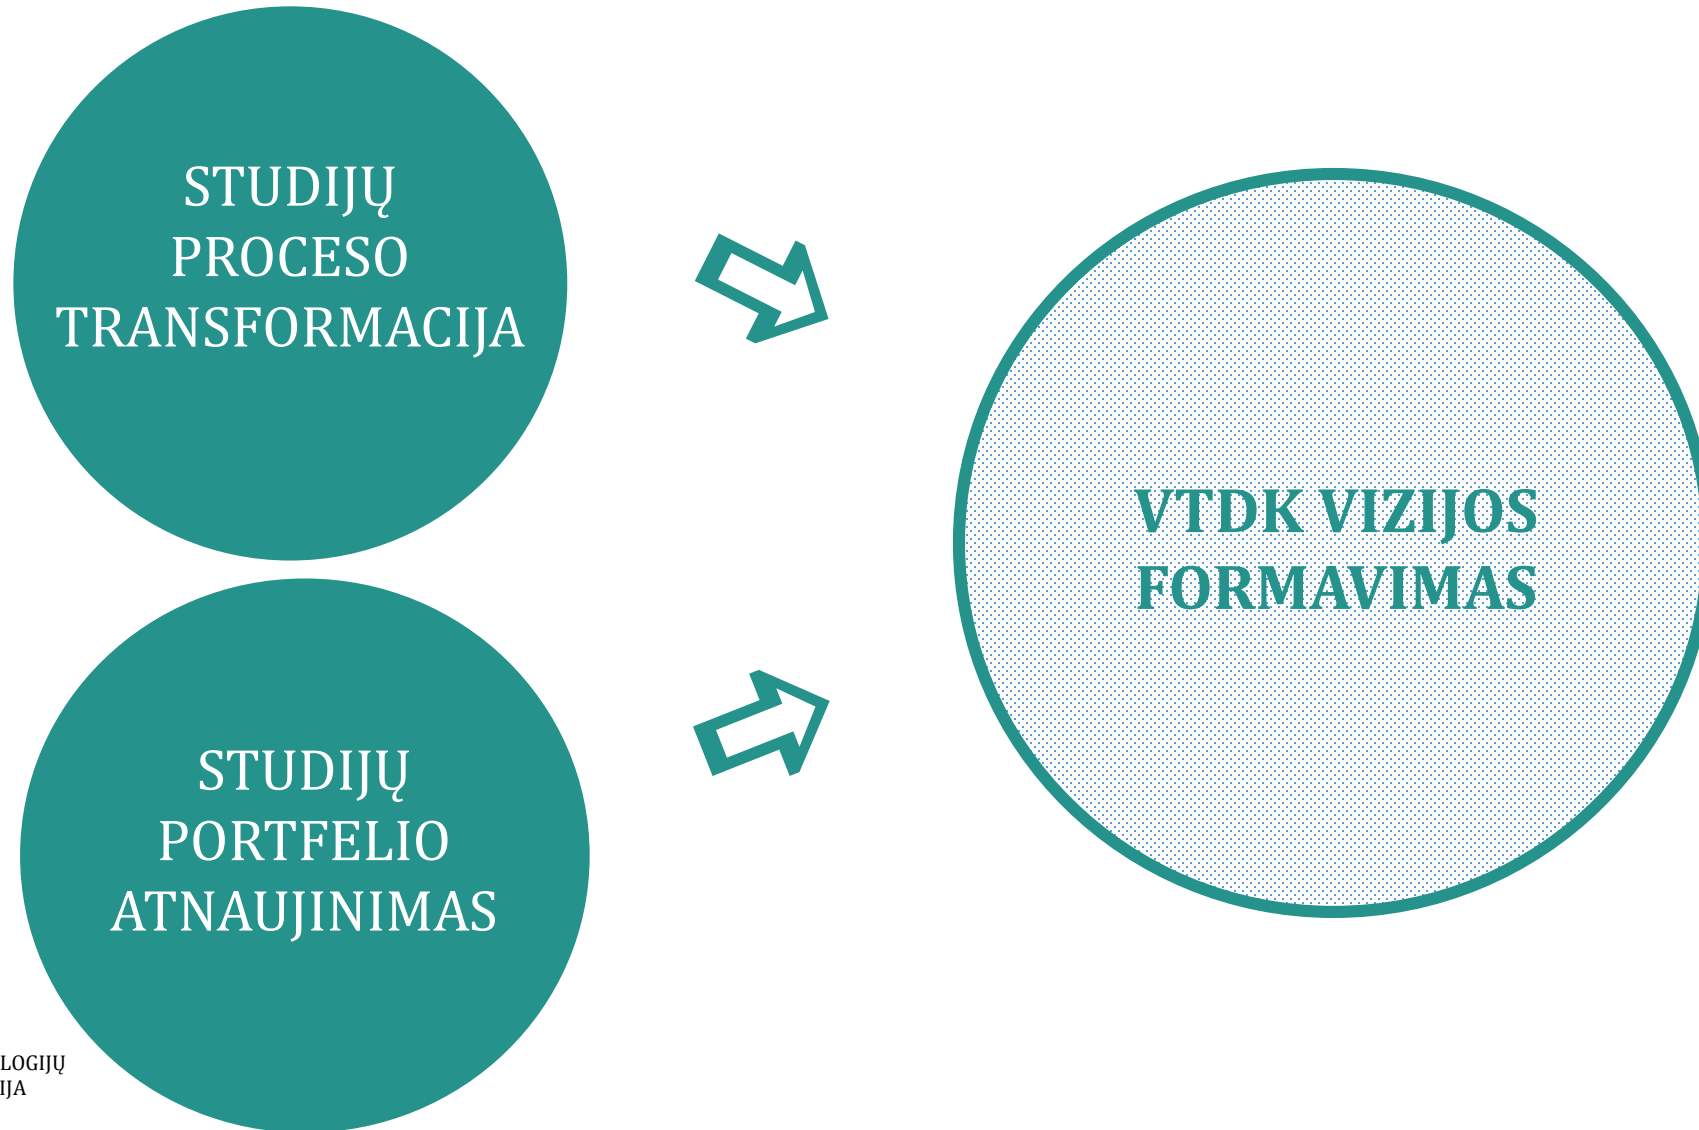 STUDIJŲ
PROCESO
TRANSFORMACIJA
VTDK VIZIJOS
FORMAVIMAS
STUDIJŲ
PORTFELIO
ATNAUJINIMAS
LOGIJŲ
IJA